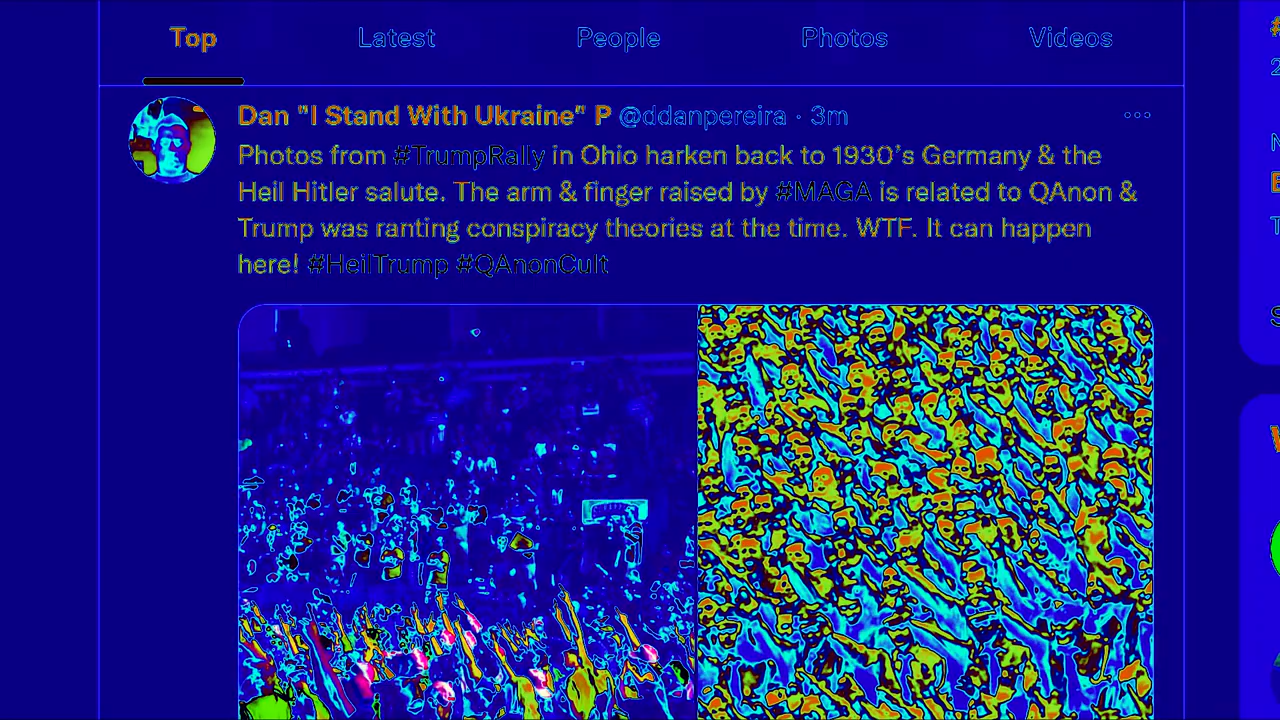 Top Latest People Photos Videos
Dan "I Stand With Ukraine" P @ddanpereira · 3m
Photos from #TrumpRally in Ohio harken back to 1930's Germany & the
Heil Hitler salute. The arm & finger raised by #MAGA is related to QAnon &
Trump was ranting conspiracy theories at the time. WTF. It can happen
here! #HeilTrump #QAnonCult